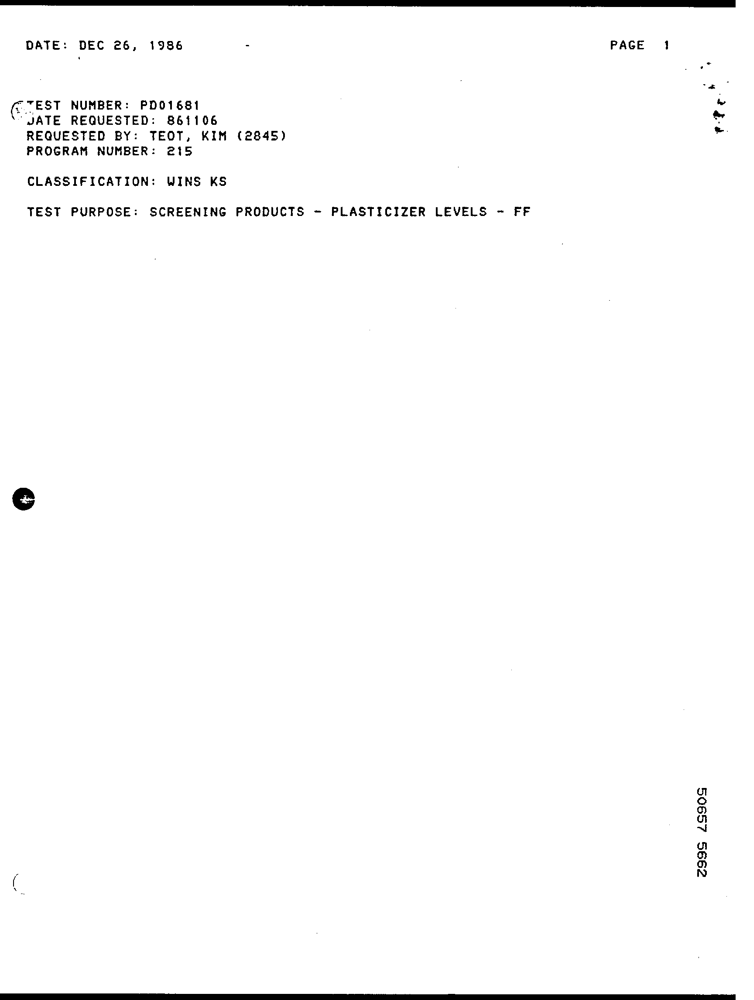 DATE: DEC 26, 1986 - PAGE 1
TEST NUMBER: PD01681
DATE REQUESTED: 861106
REQUESTED BY: TEOT, KIM (2845)
PROGRAM NUMBER: 215
CLASSIFICATION: WINS KS
TEST PURPOSE: SCREENING PRODUCTS - PLASTICIZER LEVELS - FF
50657 5662